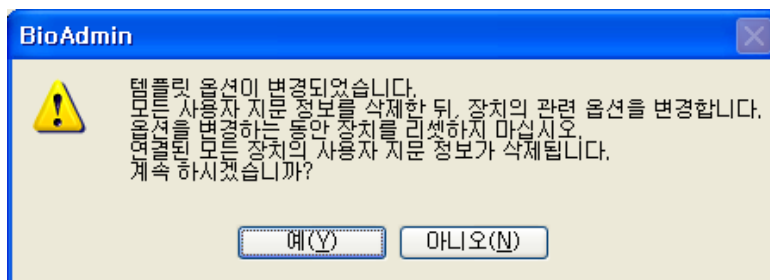 BioAdmin
템플릿 옵션이 변경되었습니다.
모든 사용자 지문 정보를 삭제한 뒤, 장치의 관련 옵션을 변경합니다.
옵션을 변경하는 동안 장치를 리셋하지 마십시오.
연결된 모든 장치의 사용자 지문 정보가 삭제됩니다.
계속 하시겠습니까?
예(Y)
아니오(N)